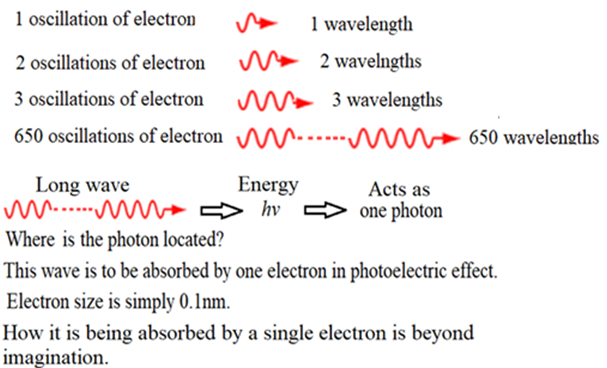 1 oscillation of electron 1 wavelength
2 oscillations of electron 2 wavelngths
3 oscillations of electron 3 wavelengths
650 oscillations of electron 650 wavelengths
Long wave Energy Acts as
hν one photon
Where is the photon located?
This wave is to be absorbed by one electron in photoelectric effect.
Electron size is simply 0.1nm.
How it is being absorbed by a single electron is beyond
imagination.